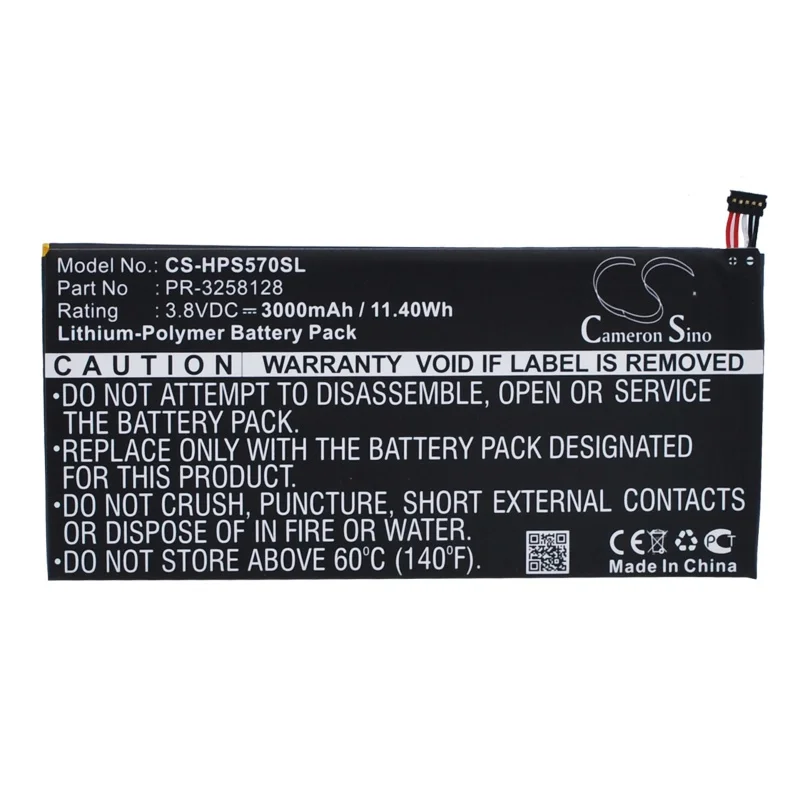 Model No.: CS-HPS570SL
Part No : PR-3258128
Rating : 3.8VDC ⎓ 3000mAh / 11.40Wh
Lithium-Polymer Battery Pack
CS
Cameron Sino
CAUTION WARRANTY VOID IF LABEL IS REMOVED
•DO NOT ATTEMPT TO DISASSEMBLE, OPEN OR SERVICE
THE BATTERY PACK.
•REPLACE ONLY WITH THE BATTERY PACK DESIGNATED
FOR THIS PRODUCT.
•DO NOT CRUSH, PUNCTURE, SHORT EXTERNAL CONTACTS
OR DISPOSE OF IN FIRE OR WATER.
•DO NOT STORE ABOVE 60°C (140°F).
CE
Made in China